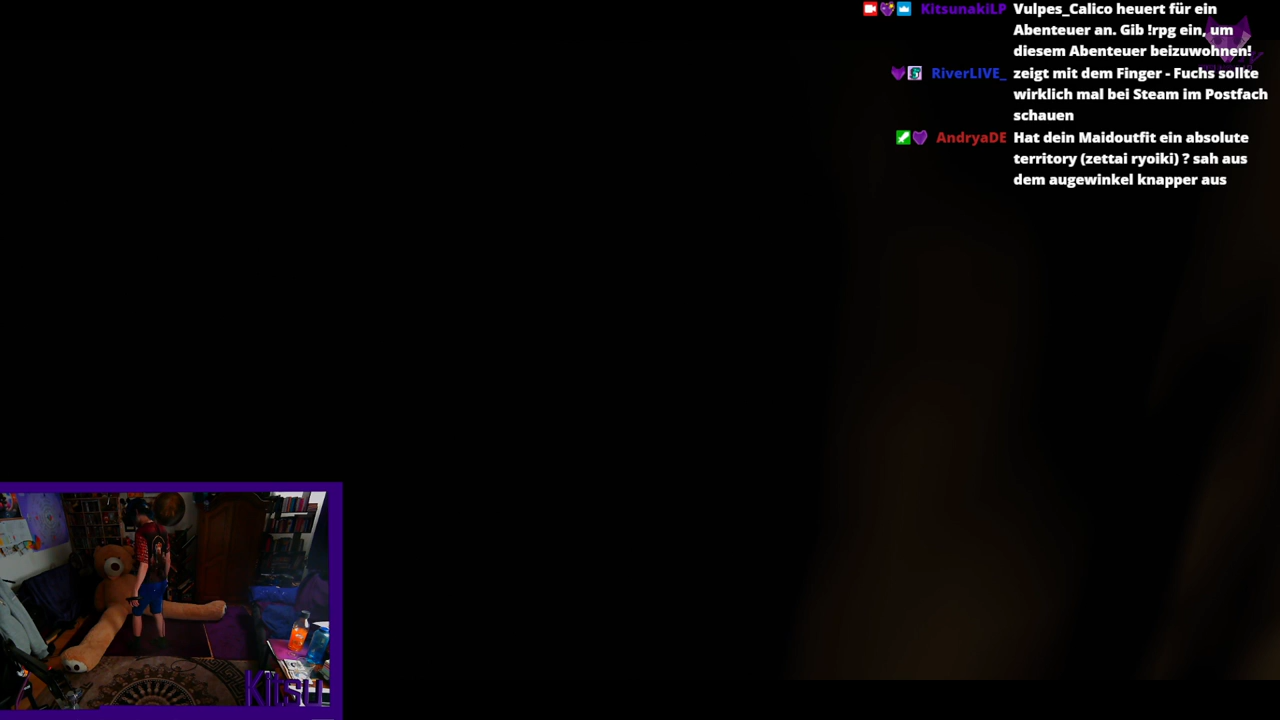 KitsunakiLP Vulpes_Calico heuert für ein
Abenteuer an. Gib !rpg ein, um
diesem Abenteuer beizuwohnen!
RiverLIVE_ zeigt mit dem Finger - Fuchs sollte
wirklich mal bei Steam im Postfach
schauen
AndryaDE Hat dein Maidoutfit ein absolute
territory (zettai ryoiki) ? sah aus
dem augewinkel knapper aus
Kitsu